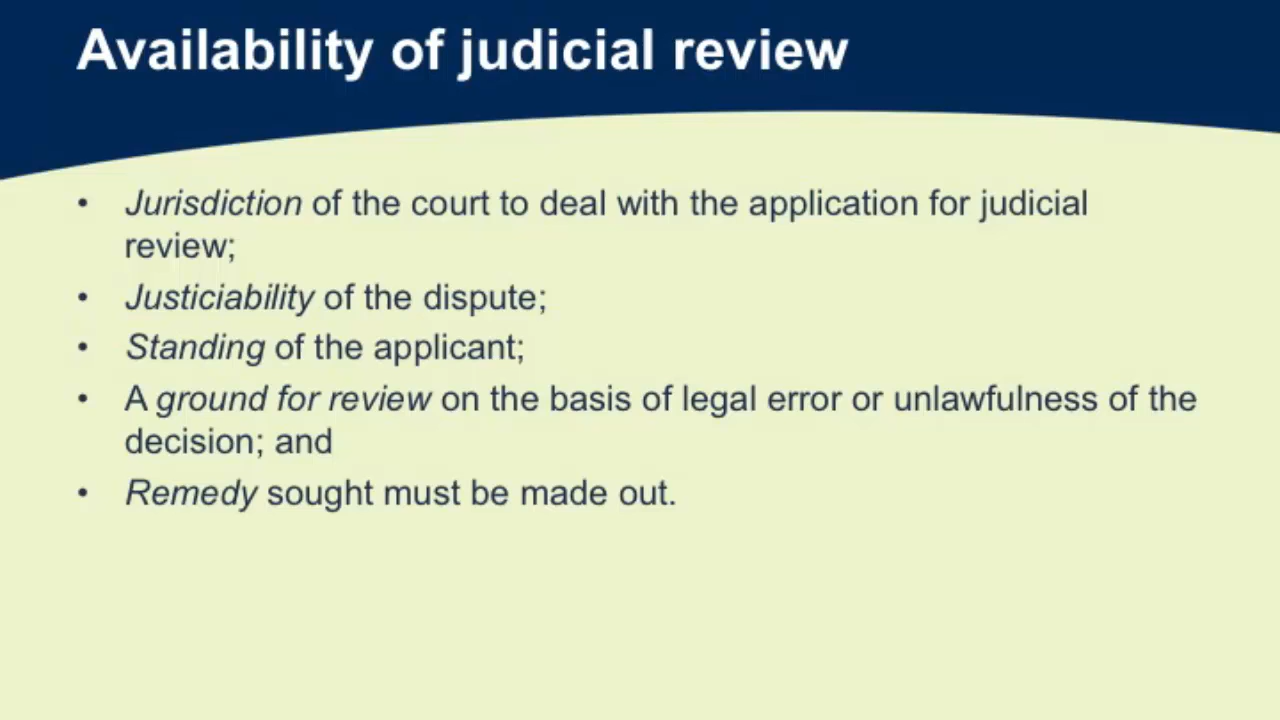 Availability of judicial review
• Jurisdiction of the court to deal with the application for judicial
review;
• Justiciability of the dispute;
• Standing of the applicant;
• A ground for review on the basis of legal error or unlawfulness of the
decision; and
• Remedy sought must be made out.